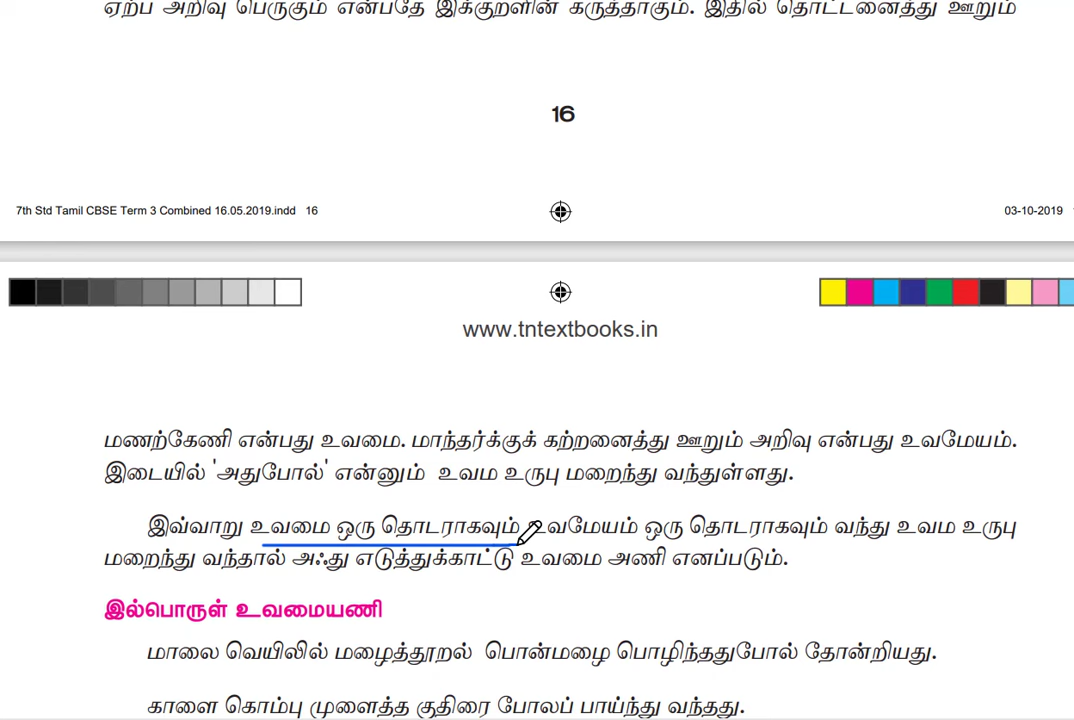 ஏற்ப அறிவு பெருகும் என்பதே இக்குறளின் கருத்தாகும். இதில் தொட்டனைத்து ஊறும்
16
7th Std Tamil CBSE Term 3 Combined 16.05.2019.indd 16 03-10-2019
www.tntextbooks.in
மணற்கேணி என்பது உவமை. மாந்தர்க்குக் கற்றனைத்து ஊறும் அறிவு என்பது உவமேயம்.
இடையில் 'அதுபோல்' என்னும் உவம உருபு மறைந்து வந்துள்ளது.
இவ்வாறு உவமை ஒரு தொடராகவும் உவமேயம் ஒரு தொடராகவும் வந்து உவம உருபு
மறைந்து வந்தால் அஃது எடுத்துக்காட்டு உவமை அணி எனப்படும்.
இல்பொருள் உவமையணி
மாலை வெயிலில் மழைத்தூறல் பொன்மழை பொழிந்ததுபோல் தோன்றியது.
காளை கொம்பு முளைத்த குதிரை போலப் பாய்ந்து வந்தது.